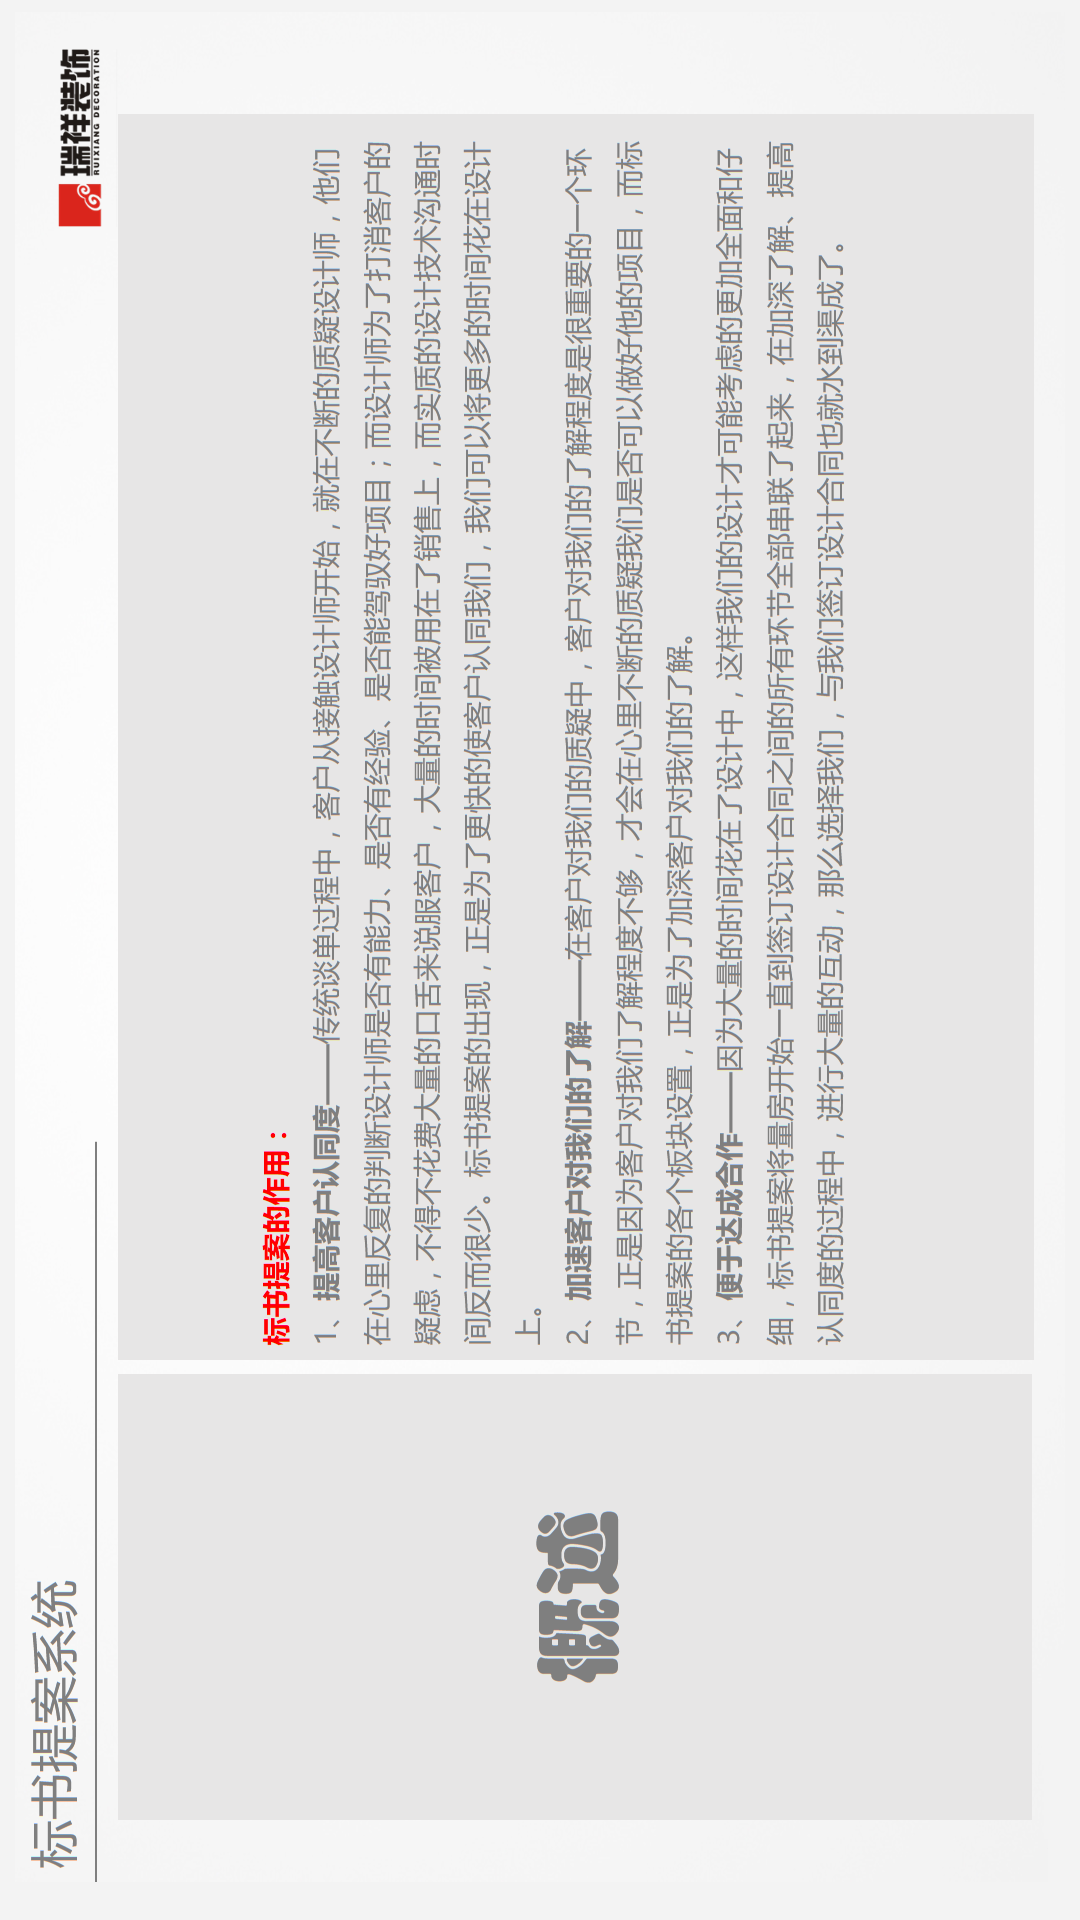 标书提案系统
瑞祥装饰
RUIXIANG DECORATION
概述
标书提案的作用：
1、提高客户认同度——传统谈单过程中，客户从接触设计师开始，就在不断的质疑设计师，他们
在心里反复的判断设计师是否有能力、是否有经验、是否能驾驭好项目；而设计师为了打消客户的
疑虑，不得不花费大量的口舌来说服客户，大量的时间被用在了销售上，而实质的设计技术沟通时
间反而很少。标书提案的出现，正是为了更快的使客户认同我们，我们可以将更多的时间花在设计
上。
2、加速客户对我们的了解——在客户对我们的质疑中，客户对我们的了解程度是很重要的一个环
节，正是因为客户对我们了解程度不够，才会在心里不断的质疑我们是否可以做好他的项目，而标
书提案的各个板块设置，正是为了加深客户对我们的了解。
3、便于达成合作——因为大量的时间花在了设计中，这样我们的设计才可能考虑的更加全面和仔
细，标书提案将量房开始一直到签订设计合同之间的所有环节全部串联了起来，在加深了解、提高
认同度的过程中，进行大量的互动，那么选择我们，与我们签订设计合同也就水到渠成了。